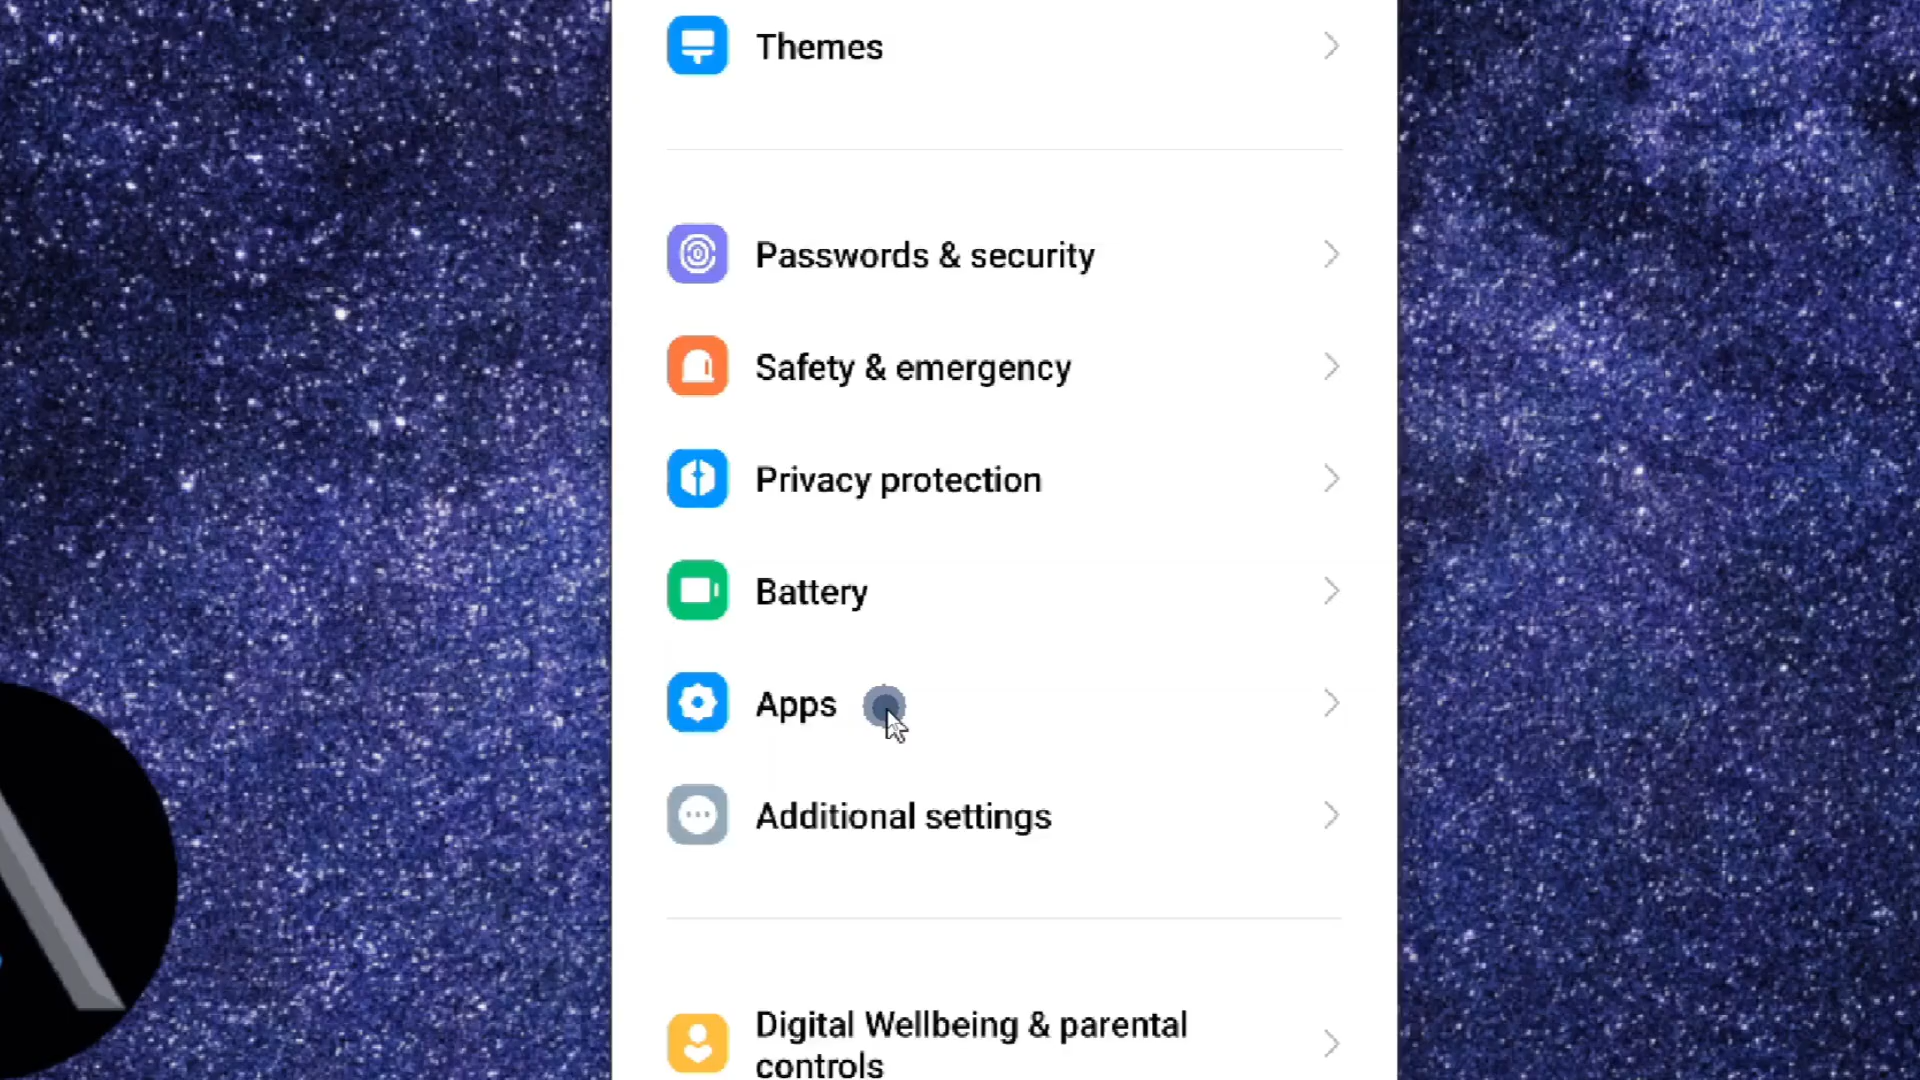 Themes
Passwords & security
Safety & emergency
Privacy protection
Battery
Apps
Additional settings
Digital Wellbeing & parental
controls